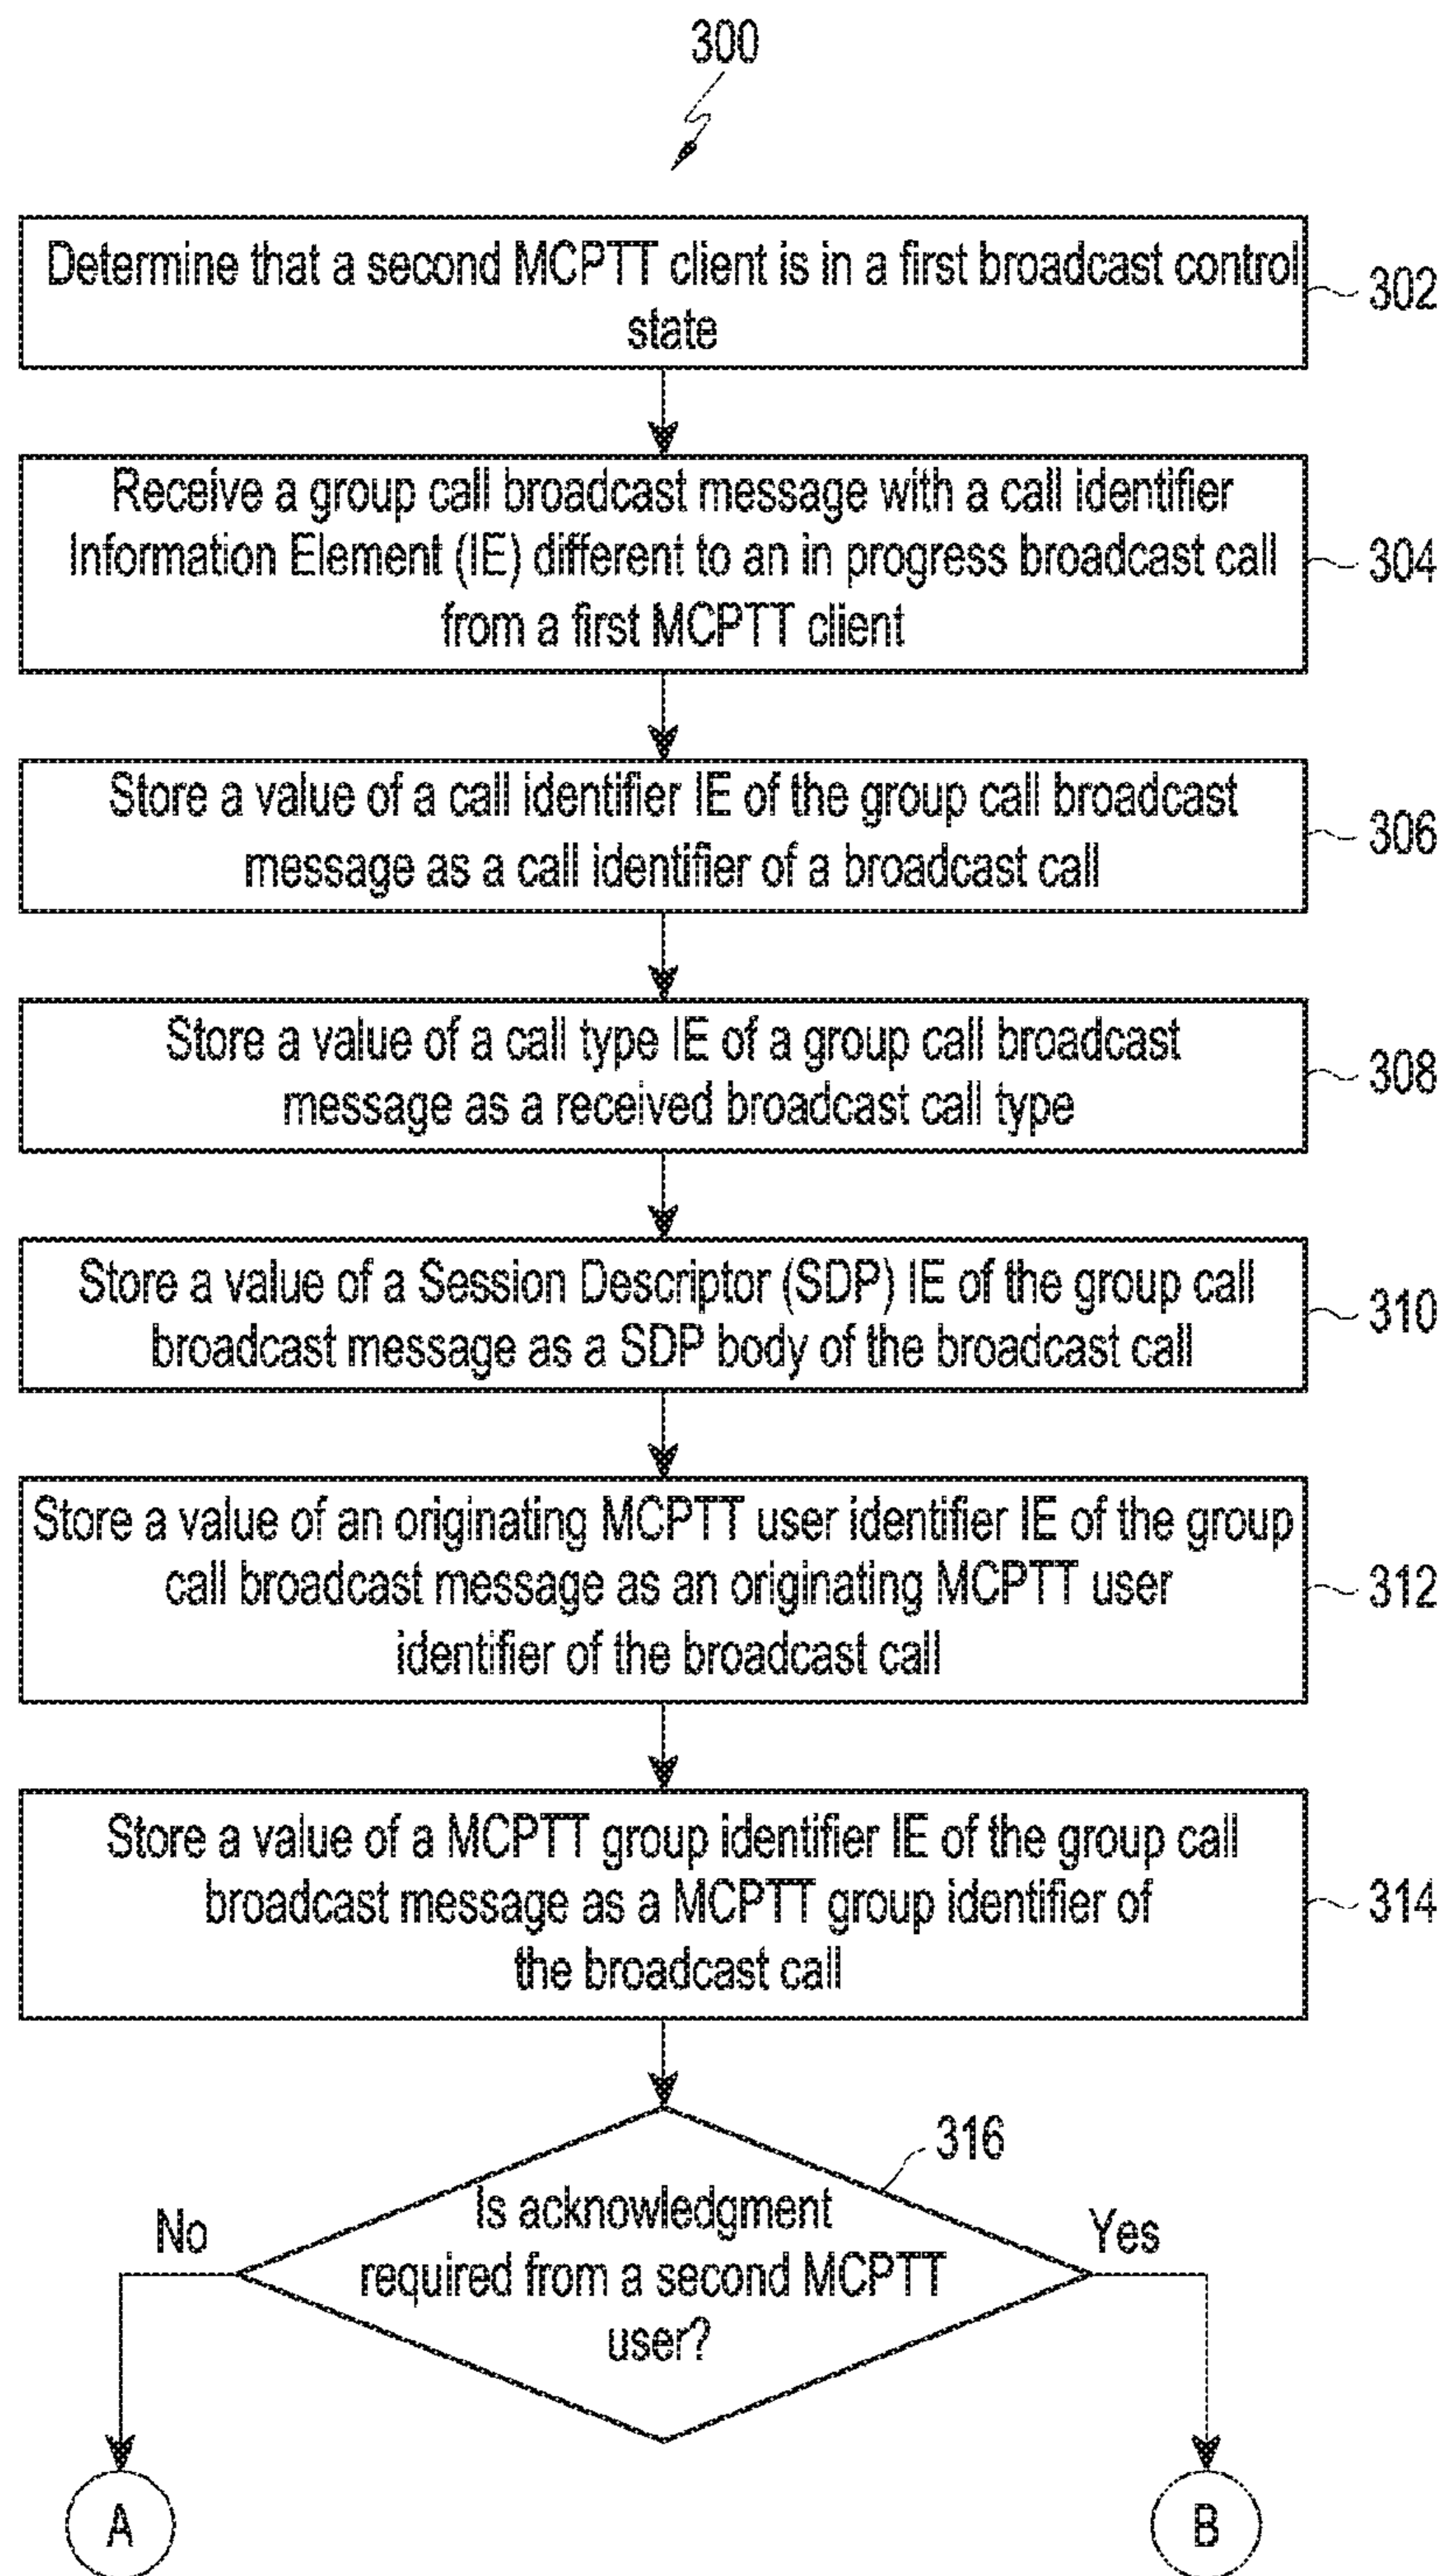 300
Determine that a second MCPTT client is in a first broadcast control
state
302
Receive a group call broadcast message with a call identifier
Information Element (IE) different to an in progress broadcast call
from a first MCPTT client
304
Store a value of a call identifier IE of the group call broadcast
message as a call identifier of a broadcast call
306
Store a value of a call type IE of a group call broadcast
message as a received broadcast call type
308
Store a value of a Session Descriptor (SDP) IE of the group call
broadcast message as a SDP body of the broadcast call
310
Store a value of an originating MCPTT user identifier IE of the group
call broadcast message as an originating MCPTT user
identifier of the broadcast call
312
Store a value of a MCPTT group identifier IE of the group call
broadcast message as a MCPTT group identifier of
the broadcast call
314
316
Is acknowledgment
required from a second MCPTT
user?
No
Yes
A
B